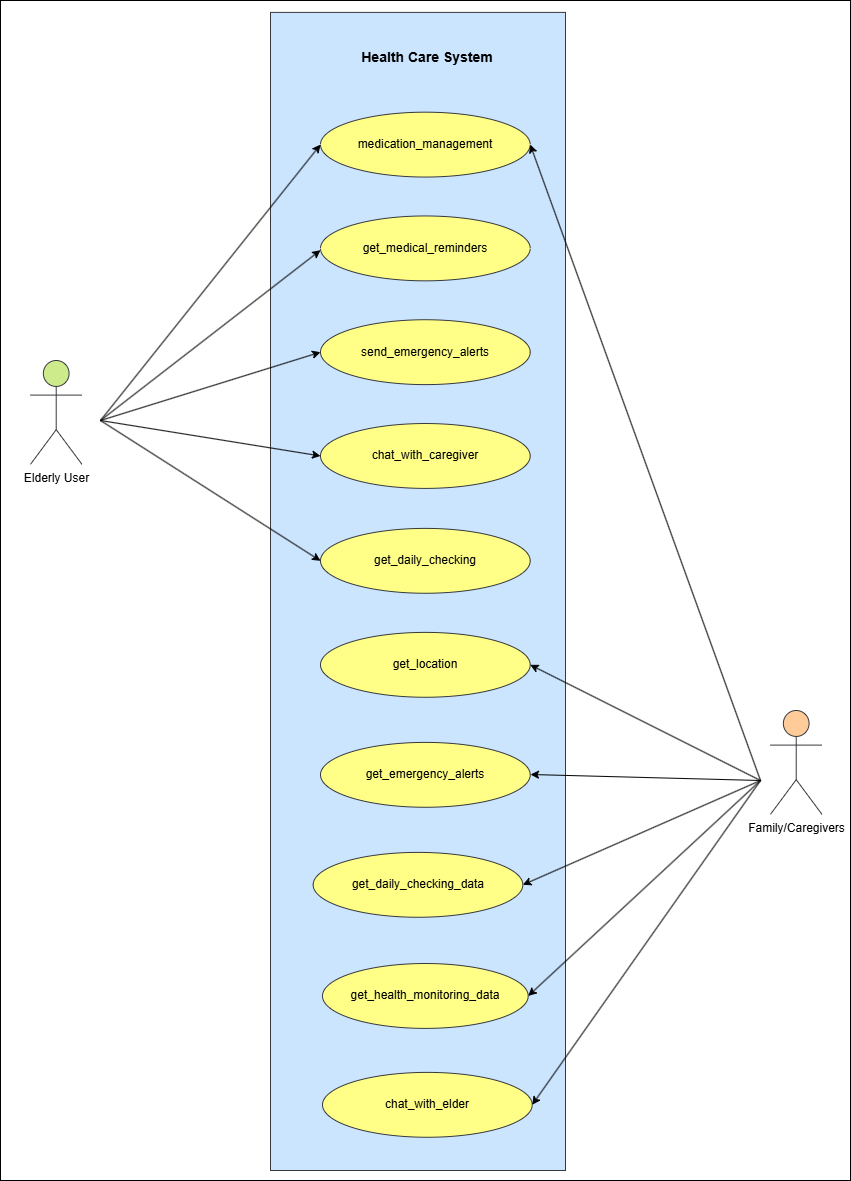 Health Care System
medication_management
get_medical_reminders
send_emergency_alerts
Elderly User
chat_with_caregiver
get_daily_checking
get_location
get_emergency_alerts
Family/Caregivers
get_daily_checking_data
get_health_monitoring_data
chat_with_elder